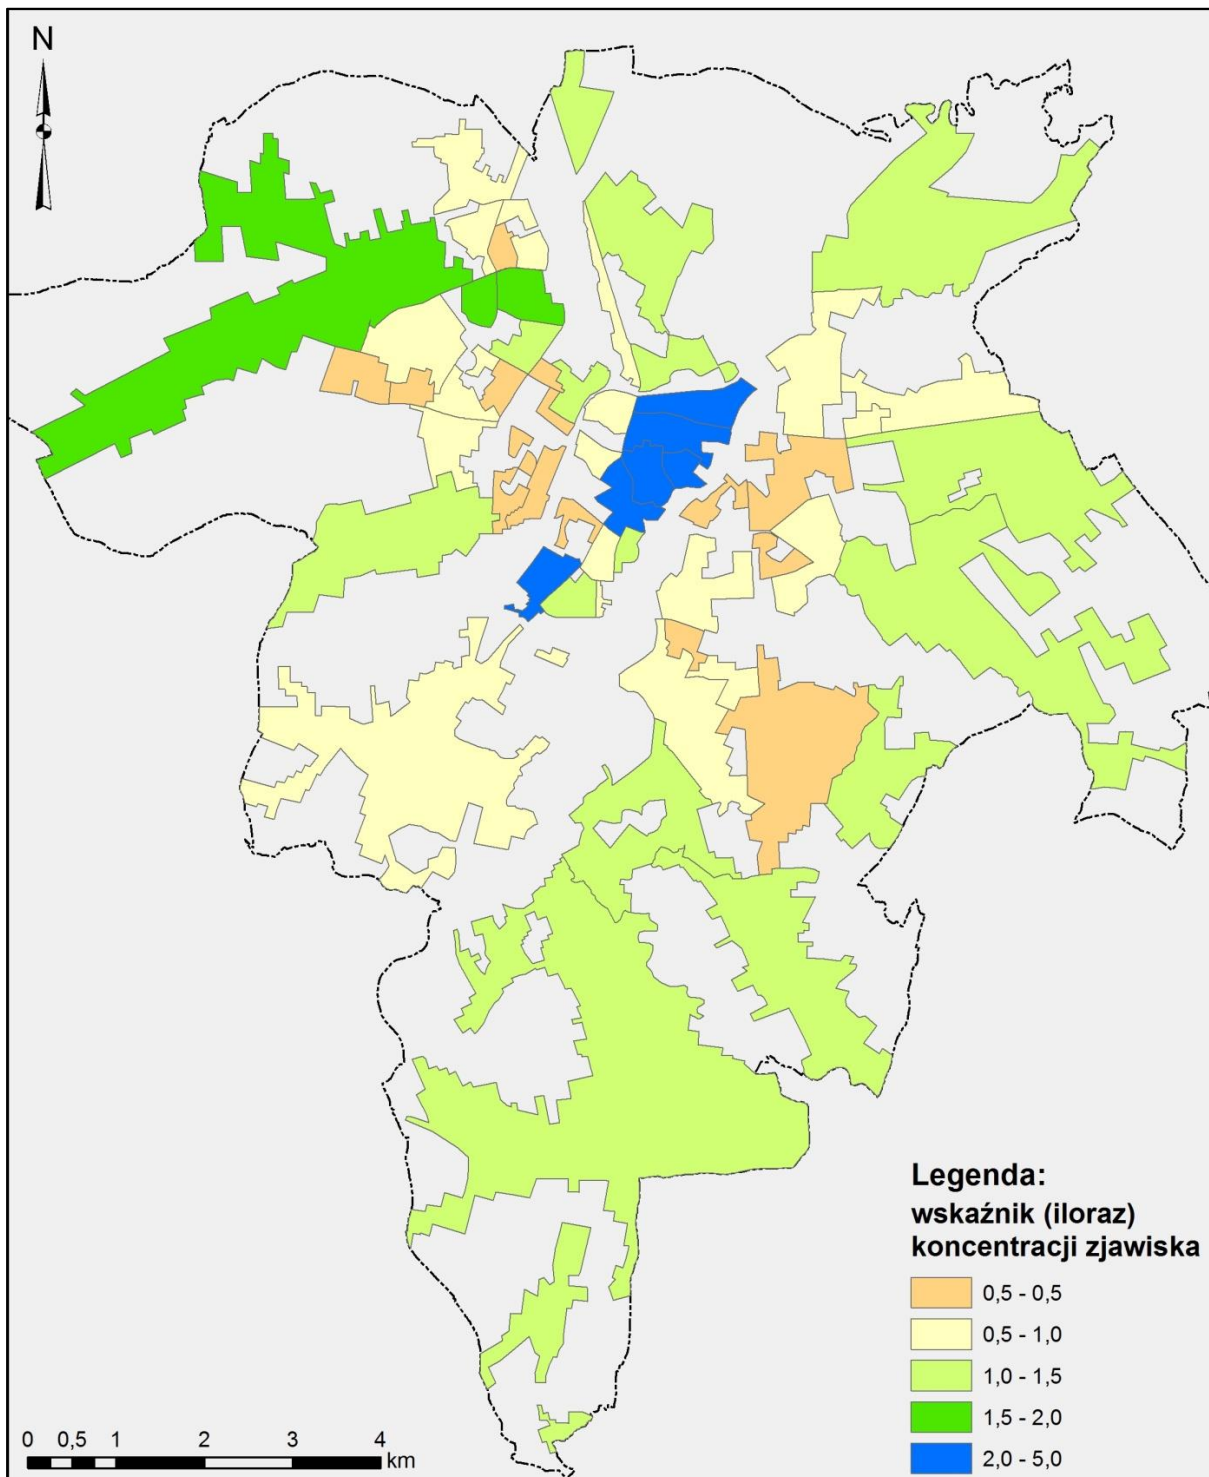 N
Legenda:
wskaźnik (iloraz)
koncentracji zjawiska
0,5 - 0,5
0,5 - 1,0
1,0 - 1,5
1,5 - 2,0
2,0 - 5,0
0 0,5 1 2 3 4
km